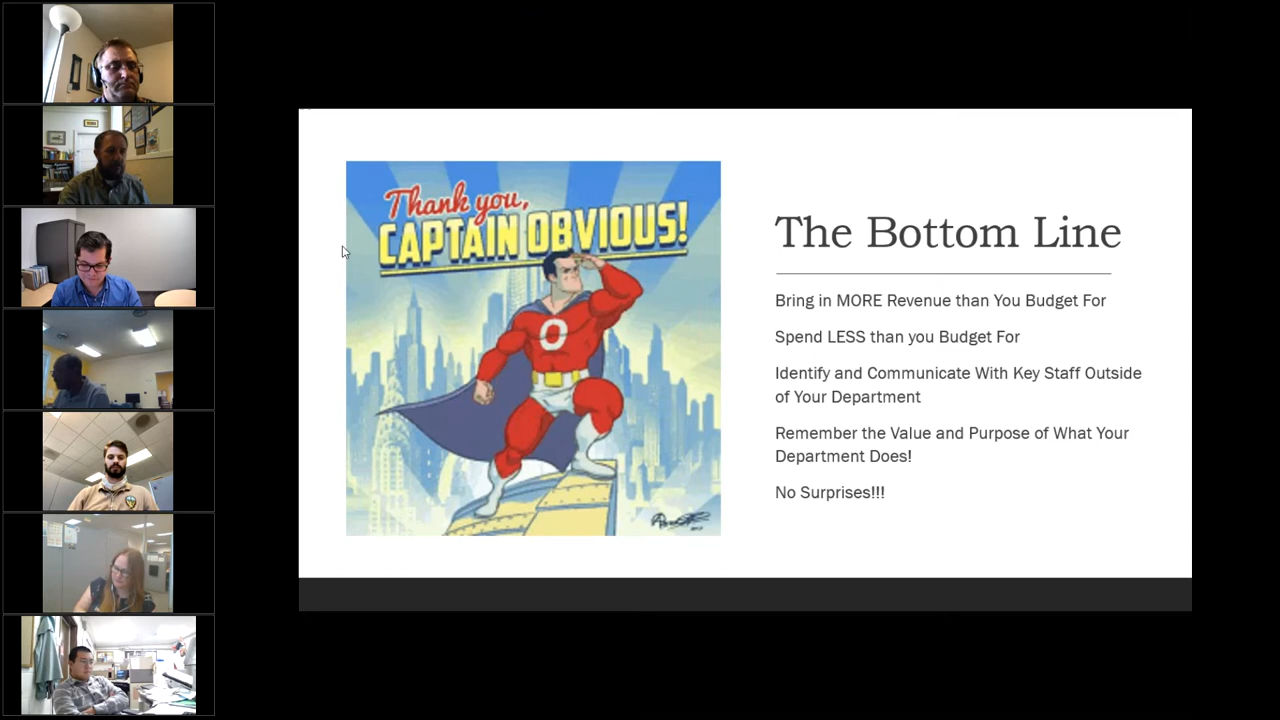 Thank you,
CAPTAIN OBVIOUS!
O
The Bottom Line
Bring in MORE Revenue than You Budget For
Spend LESS than you Budget For
Identify and Communicate With Key Staff Outside
of Your Department
Remember the Value and Purpose of What Your
Department Does!
No Surprises!!!